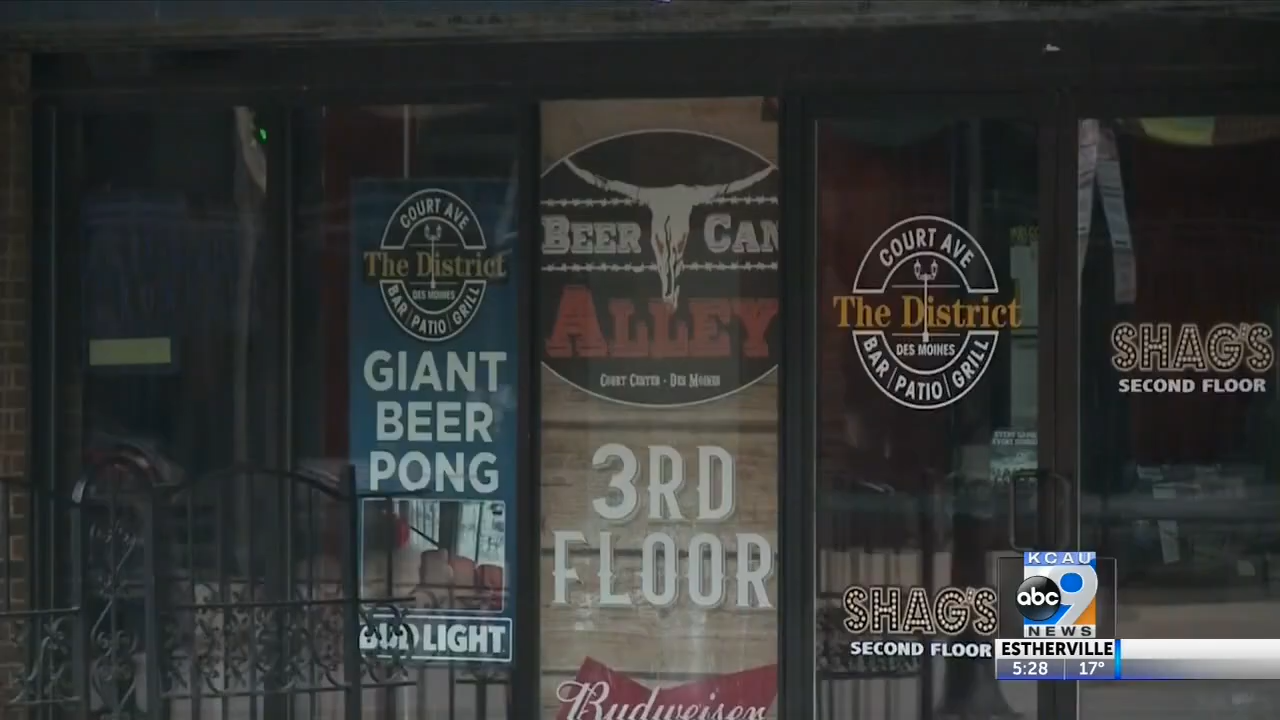 COURT AVE
The District
DES MOINES
BAR | PATIO | GRILL
GIANT
BEER
PONG
BUD LIGHT
BEER CAN
ALLEY
COURT CENTER - DES MOINES
3RD
FLOOR
Budweiser
COURT AVE
The District
DES MOINES
BAR | PATIO | GRILL
SHAG'S
SECOND FLOOR
SHAG'S
SECOND FLOOR
KCAU
abc 9
NEWS
ESTHERVILLE
5:28 17°